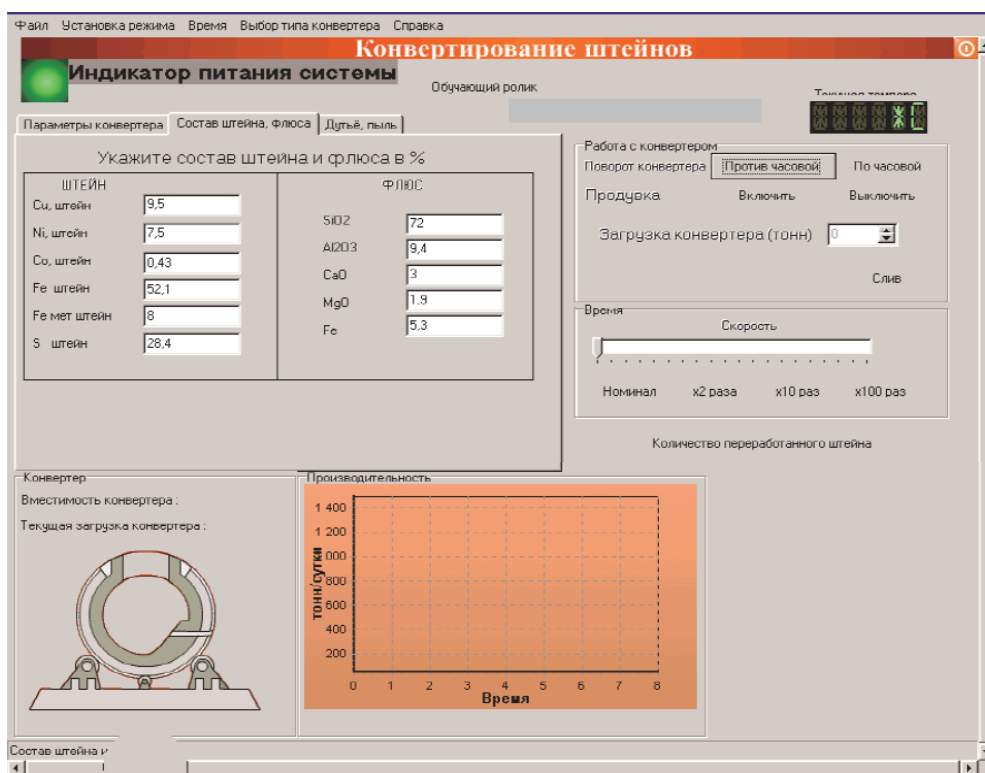 Файл Установка режима Время Выбор типа конвертера Справка
Конвертирование штейнов
Индикатор питания системы
Обучающий ролик
Параметры конвертера Состав штейна, флюса Дутьё, пыль
Укажите состав штейна и флюса в %
ШТЕЙН
Cu, штейн 9,5
Ni, штейн 7,5
Co, штейн 0,43
Fe штейн 52,1
Fe мет штейн 8
S штейн 28,4
ФЛЮС
SiO2 72
Al2O3 9,4
CaO 3
MgO 1.9
Fe 5,3
Работа с конвертером
Поворот конвертера Против часовой По часовой
Продувка Включить Выключить
Загрузка конвертера (тонн) 0
Слив
Время
Скорость
Номинал x2 раза x10 раз x100 раз
Количество переработанного штейна
Конвертер
Вместимость конвертера :
Текущая загрузка конвертера :
Производительность
1 400
1 200
000
800
600
400
200
тонн/сутки
0 1 2 3 4 5 6 7 8
Время
Состав штейна и